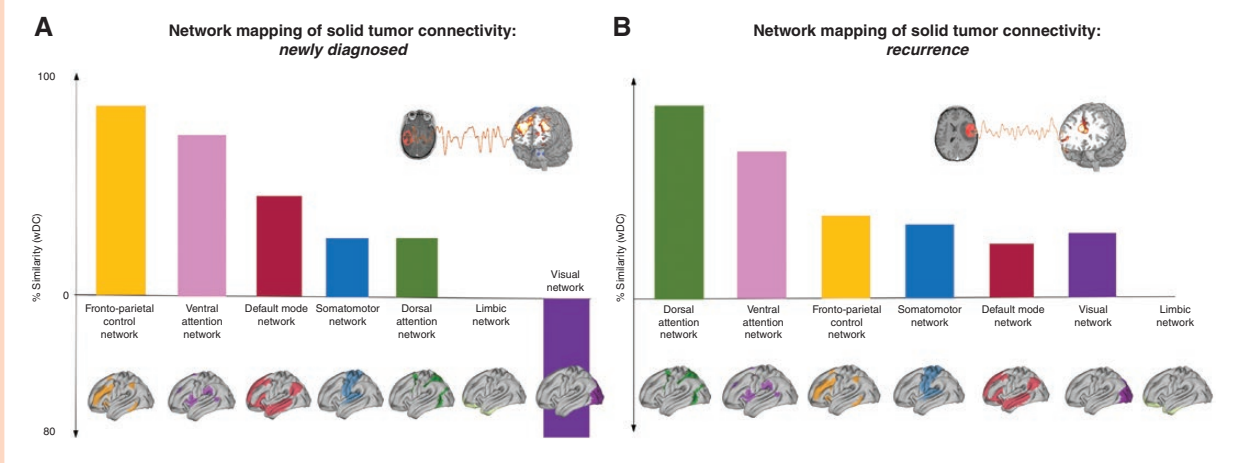 A
Network mapping of solid tumor connectivity:
newly diagnosed
100
% Similarity (wDC)
0
Fronto-parietal
control
network
Ventral
attention
network
Default mode
network
Somatomotor
network
Dorsal
attention
network
Limbic
network
Visual
network
80
B
Network mapping of solid tumor connectivity:
recurrence
% Similarity (wDC)
Dorsal
attention
network
Ventral
attention
network
Fronto-parietal
control
network
Somatomotor
network
Default mode
network
Visual
network
Limbic
network